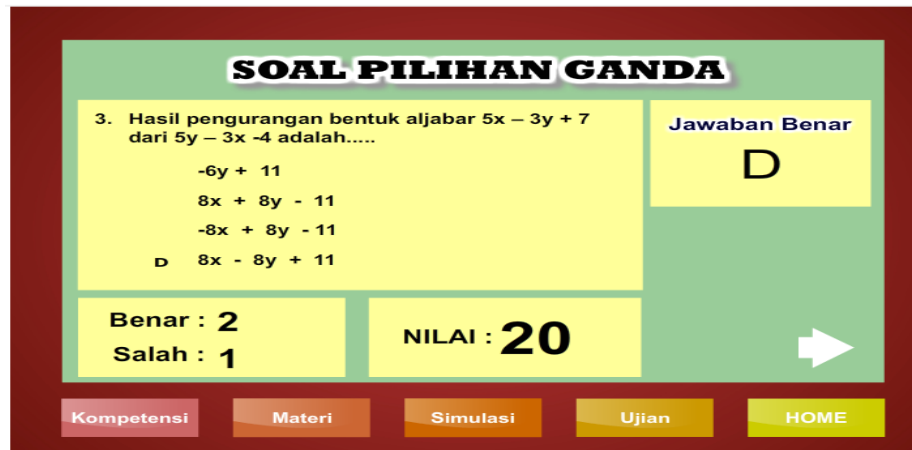 SOAL PILIHAN GANDA
3. Hasil pengurangan bentuk aljabar 5x – 3y + 7
dari 5y – 3x -4 adalah.....
-6y + 11
8x + 8y - 11
-8x + 8y - 11
D 8x - 8y + 11
Jawaban Benar
D
Benar : 2
Salah : 1
NILAI : 20
Kompetensi
Materi
Simulasi
Ujian
HOME